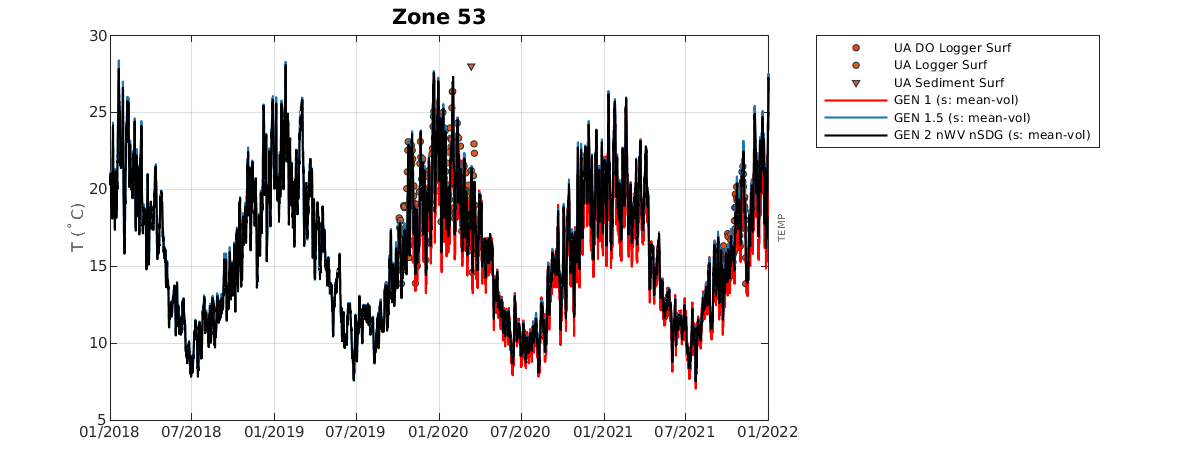 Zone 53
30
25
20
15
10
5
T (°C)
01/2018 07/2018 01/2019 07/2019 01/2020 07/2020 01/2021 07/2021 01/2022
TEMP
UA DO Logger Surf
UA Logger Surf
UA Sediment Surf
GEN 1 (s: mean-vol)
GEN 1.5 (s: mean-vol)
GEN 2 nWV nSDG (s: mean-vol)